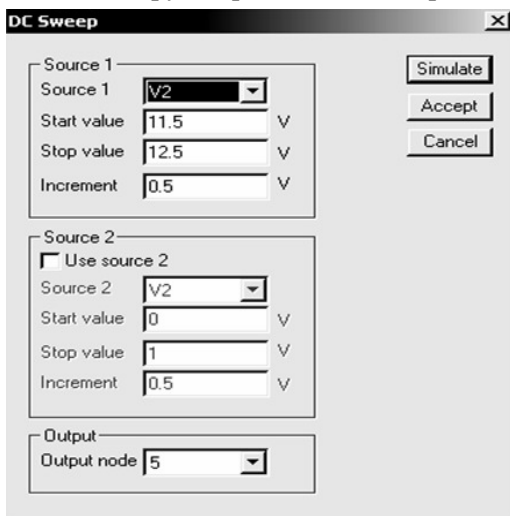 DC Sweep
Source 1
Source 1 V2
Start value 11.5 V
Stop value 12.5 V
Increment 0.5 V
Source 2
Use source 2
Source 2 V2
Start value 0 V
Stop value 1 V
Increment 0.5 V
Output
Output node 5
Simulate
Accept
Cancel